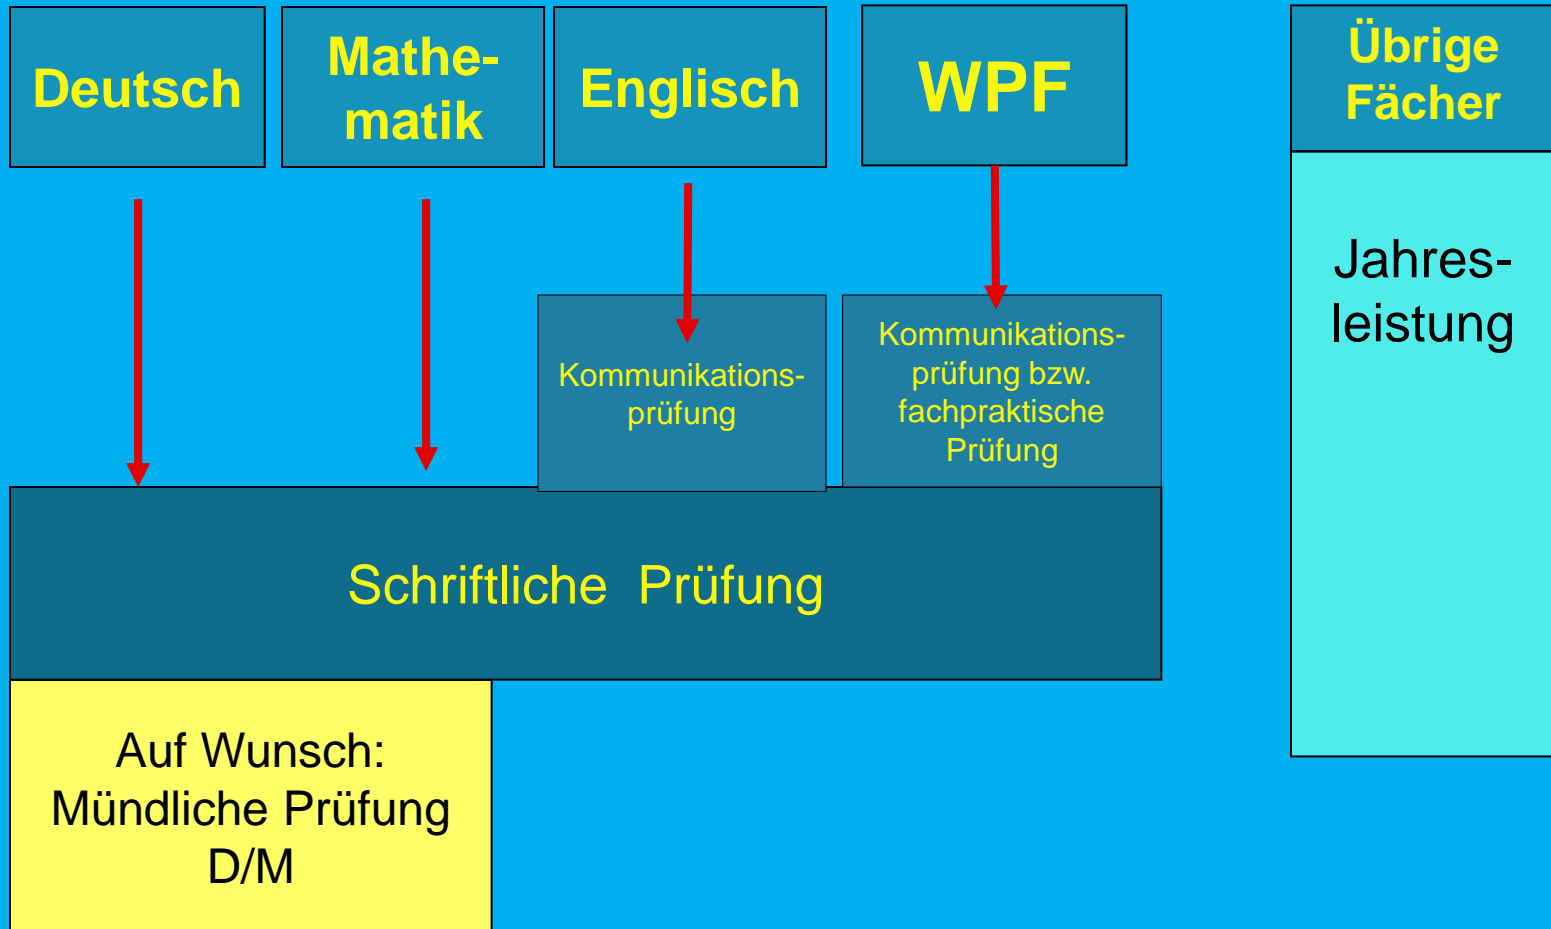 Deutsch
Mathe-
matik
Englisch
WPF
Übrige
Fächer
Jahres-
leistung
Kommunikations-
prüfung
Kommunikations-
prüfung bzw.
fachpraktische
Prüfung
Schriftliche  Prüfung
Auf Wunsch:
Mündliche Prüfung
D/M